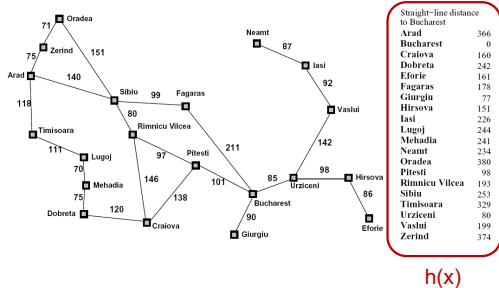 Straight-line distance
to Bucharest
Arad 366
Bucharest 0
Craiova 160
Dobreta 242
Eforie 161
Fagaras 178
Giurgiu 77
Hirsova 151
Iasi 226
Lugoj 244
Mehadia 241
Neamt 234
Oradea 380
Pitesti 98
Rimnicu Vilcea 193
Sibiu 253
Timisoara 329
Urziceni 80
Vaslui 199
Zerind 374
h(x)
Oradea
71
Neamt
Zerind
87
151
75
Iasi
Arad
140
92
Sibiu
99
Fagaras
118
80
Vaslui
Timisoara
Rimnicu Vilcea
111
Lugoj
97
Pitesti
211
142
70
98
Hirsova
Mehadia
146
101
85
Urziceni
75
138
86
Bucharest
Dobreta
120
90
Craiova
Eforie
Giurgiu